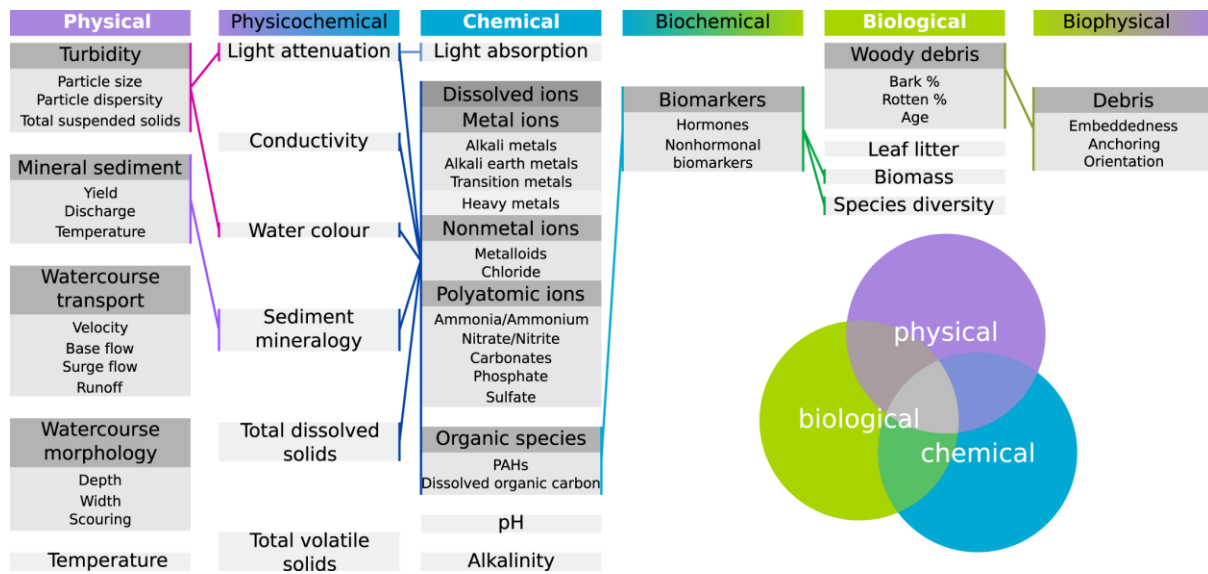 Physical
Turbidity
Particle size
Particle dispersity
Total suspended solids
Mineral sediment
Yield
Discharge
Temperature
Watercourse
transport
Velocity
Base flow
Surge flow
Runoff
Watercourse
morphology
Depth
Width
Scouring
Temperature
Physicochemical
Light attenuation
Conductivity
Water colour
Sediment
mineralogy
Total dissolved
solids
Total volatile
solids
Chemical
Light absorption
Dissolved ions
Metal ions
Alkali metals
Alkali earth metals
Transition metals
Heavy metals
Nonmetal ions
Metalloids
Chloride
Polyatomic ions
Ammonia/Ammonium
Nitrate/Nitrite
Carbonates
Phosphate
Sulfate
Organic species
PAHs
Dissolved organic carbon
pH
Alkalinity
Biochemical
Biomarkers
Hormones
Nonhormonal
biomarkers
Biological
Woody debris
Bark %
Rotten %
Age
Leaf litter
Biomass
Species diversity
Biophysical
Debris
Embeddedness
Anchoring
Orientation
physical
biological
chemical